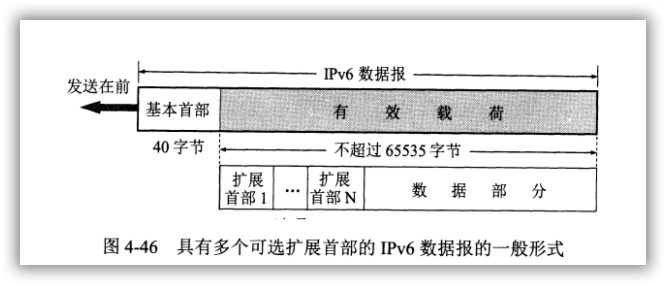 IPv6 数据报
发送在前
基本首部
有效载荷
40 字节
不超过 65535 字节
扩展
首部 1
...
扩展
首部 N
数据部分
图 4-46 具有多个可选扩展首部的 IPv6 数据报的一般形式